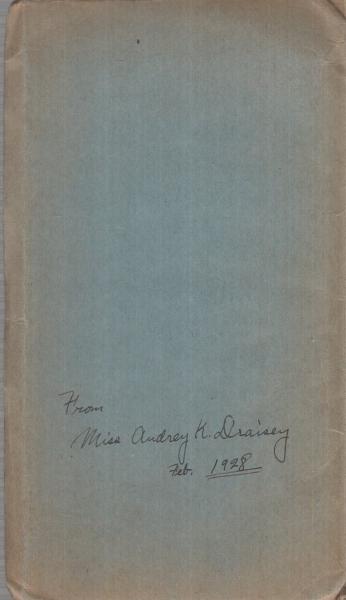 From
Miss Audrey K. Draisey
Feb. 1928